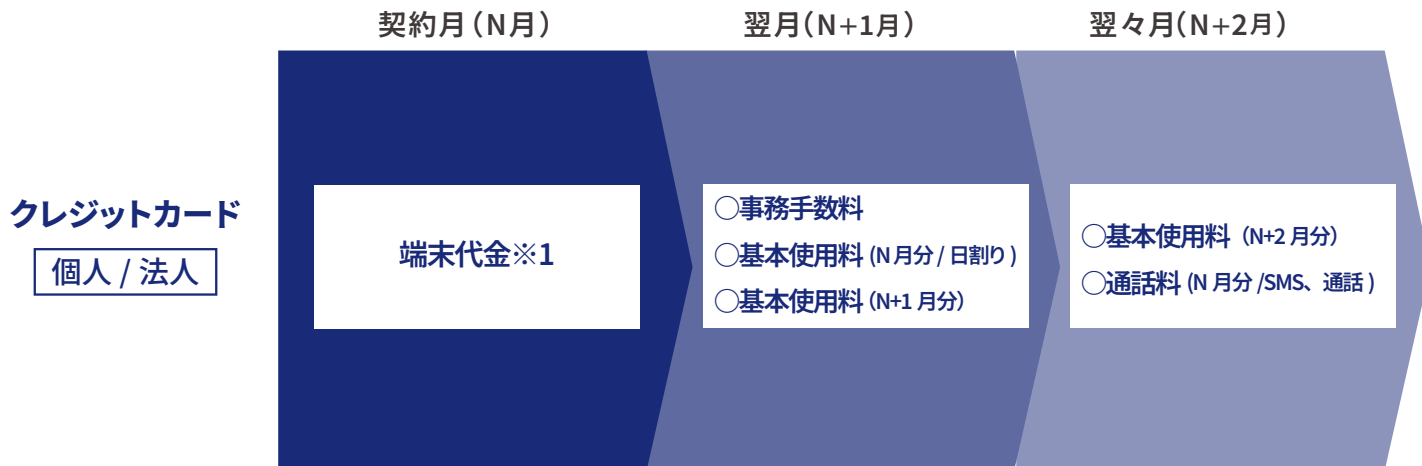 契約月(N月)
翌月(N+1月)
翌々月(N+2月)
クレジットカード
個人 / 法人
端末代金※1
○事務手数料
○基本使用料 (N月分 / 日割り)
○基本使用料 (N+1 月分)
○基本使用料 (N+2 月分)
○通話料 (N 月分 /SMS、通話 )